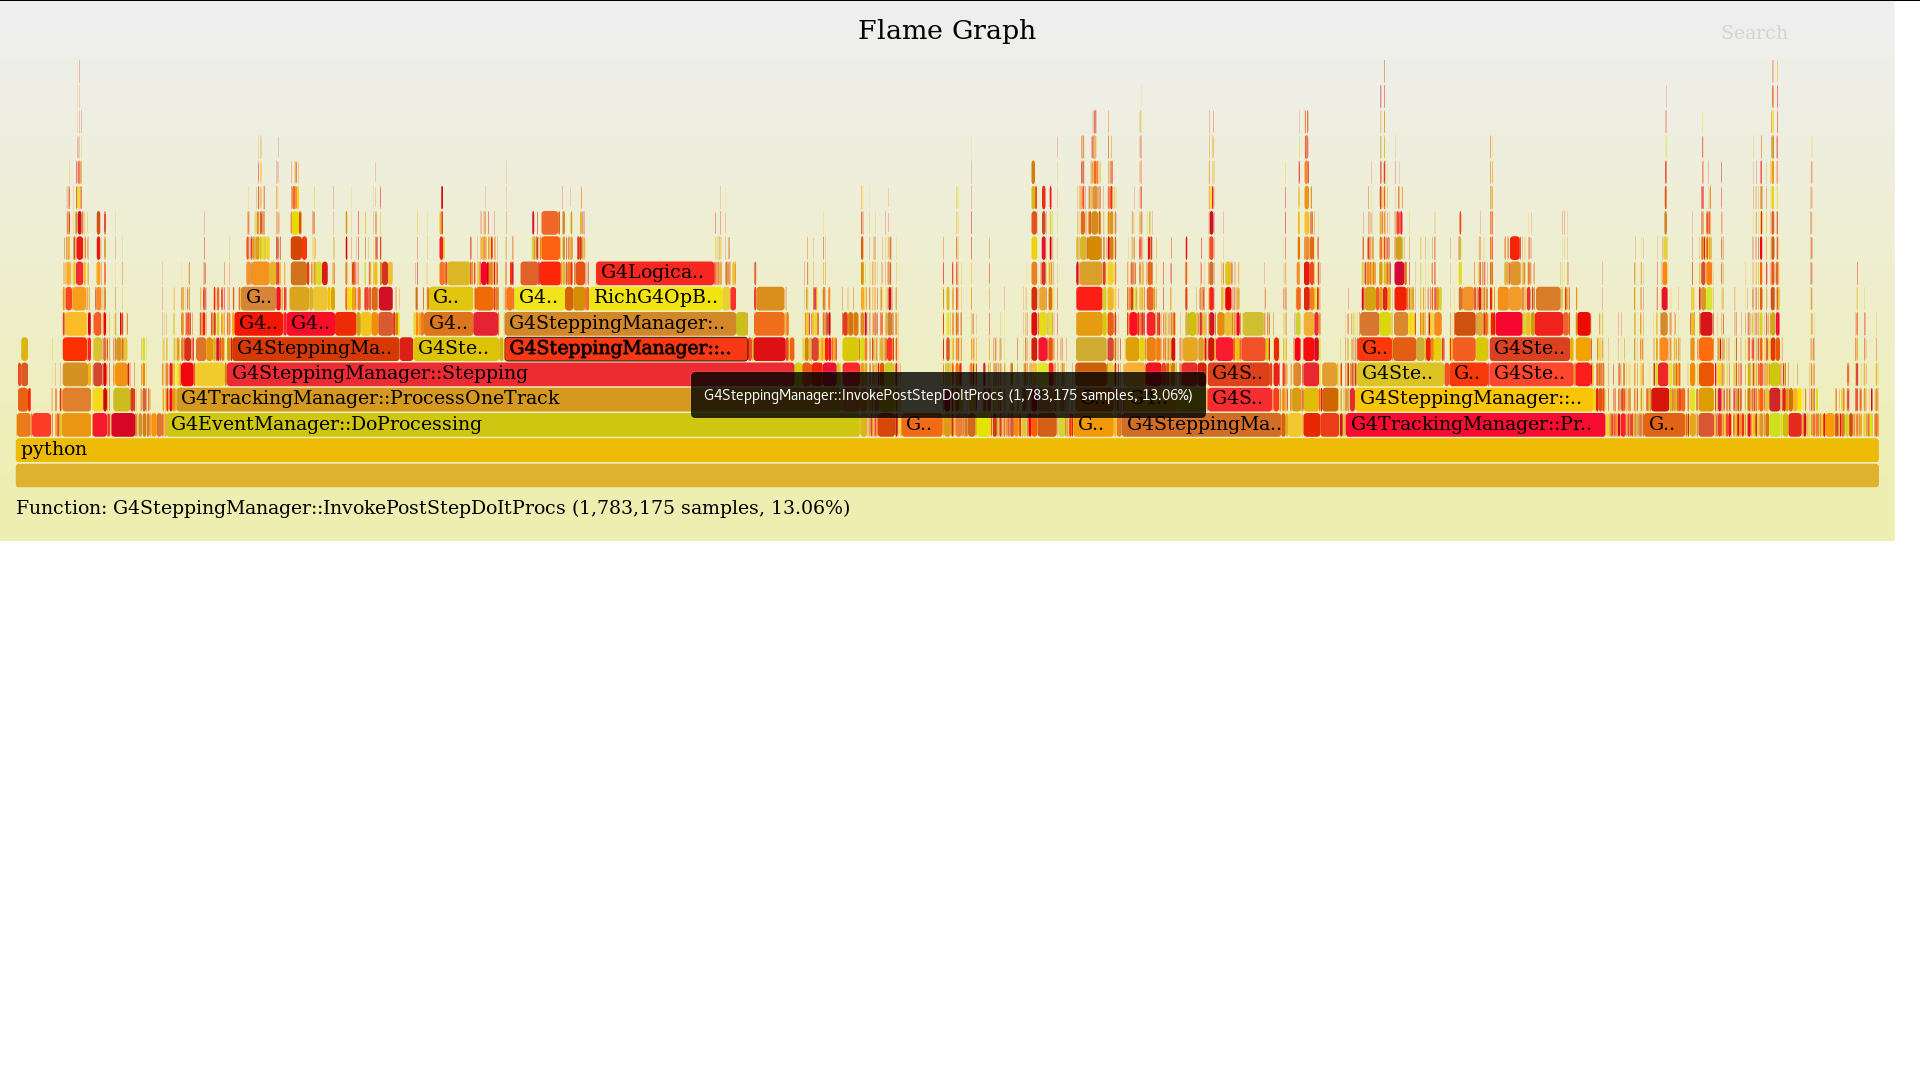 Flame Graph
Search
G4Logica..
G.. G.. G4.. RichG4OpB..
G4.. G4.. G4.. G4SteppingManager:..
G4SteppingMa.. G4Ste.. G4SteppingManager::.. G.. G4Ste..
G4SteppingManager::Stepping G4S.. G4Ste.. G.. G4Ste..
G4SteppingManager::InvokePostStepDoItProcs (1,783,175 samples, 13.06%)
G4TrackingManager::ProcessOneTrack G4S.. G4SteppingManager:...
G4EventManager::DoProcessing G.. G.. G4SteppingMa.. G4TrackingManager::Pr.. G..
python
Function: G4SteppingManager::InvokePostStepDoItProcs (1,783,175 samples, 13.06%)